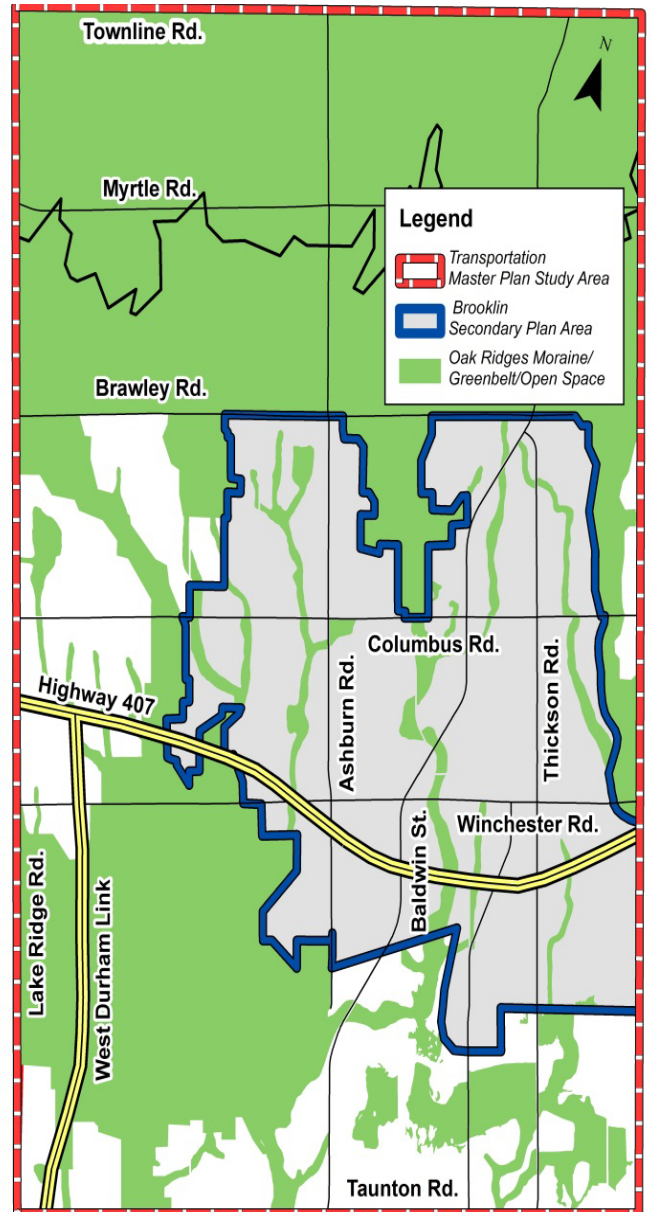 Townline Rd.
N
Myrtle Rd.
Legend
Transportation
Master Plan Study Area
Brooklin
Secondary Plan Area
Oak Ridges Moraine/
Greenbelt/Open Space
Brawley Rd.
Columbus Rd.
Highway 407
Ashburn Rd.
Thickson Rd.
Winchester Rd.
Baldwin St.
Lake Ridge Rd.
West Durham Link
Taunton Rd.